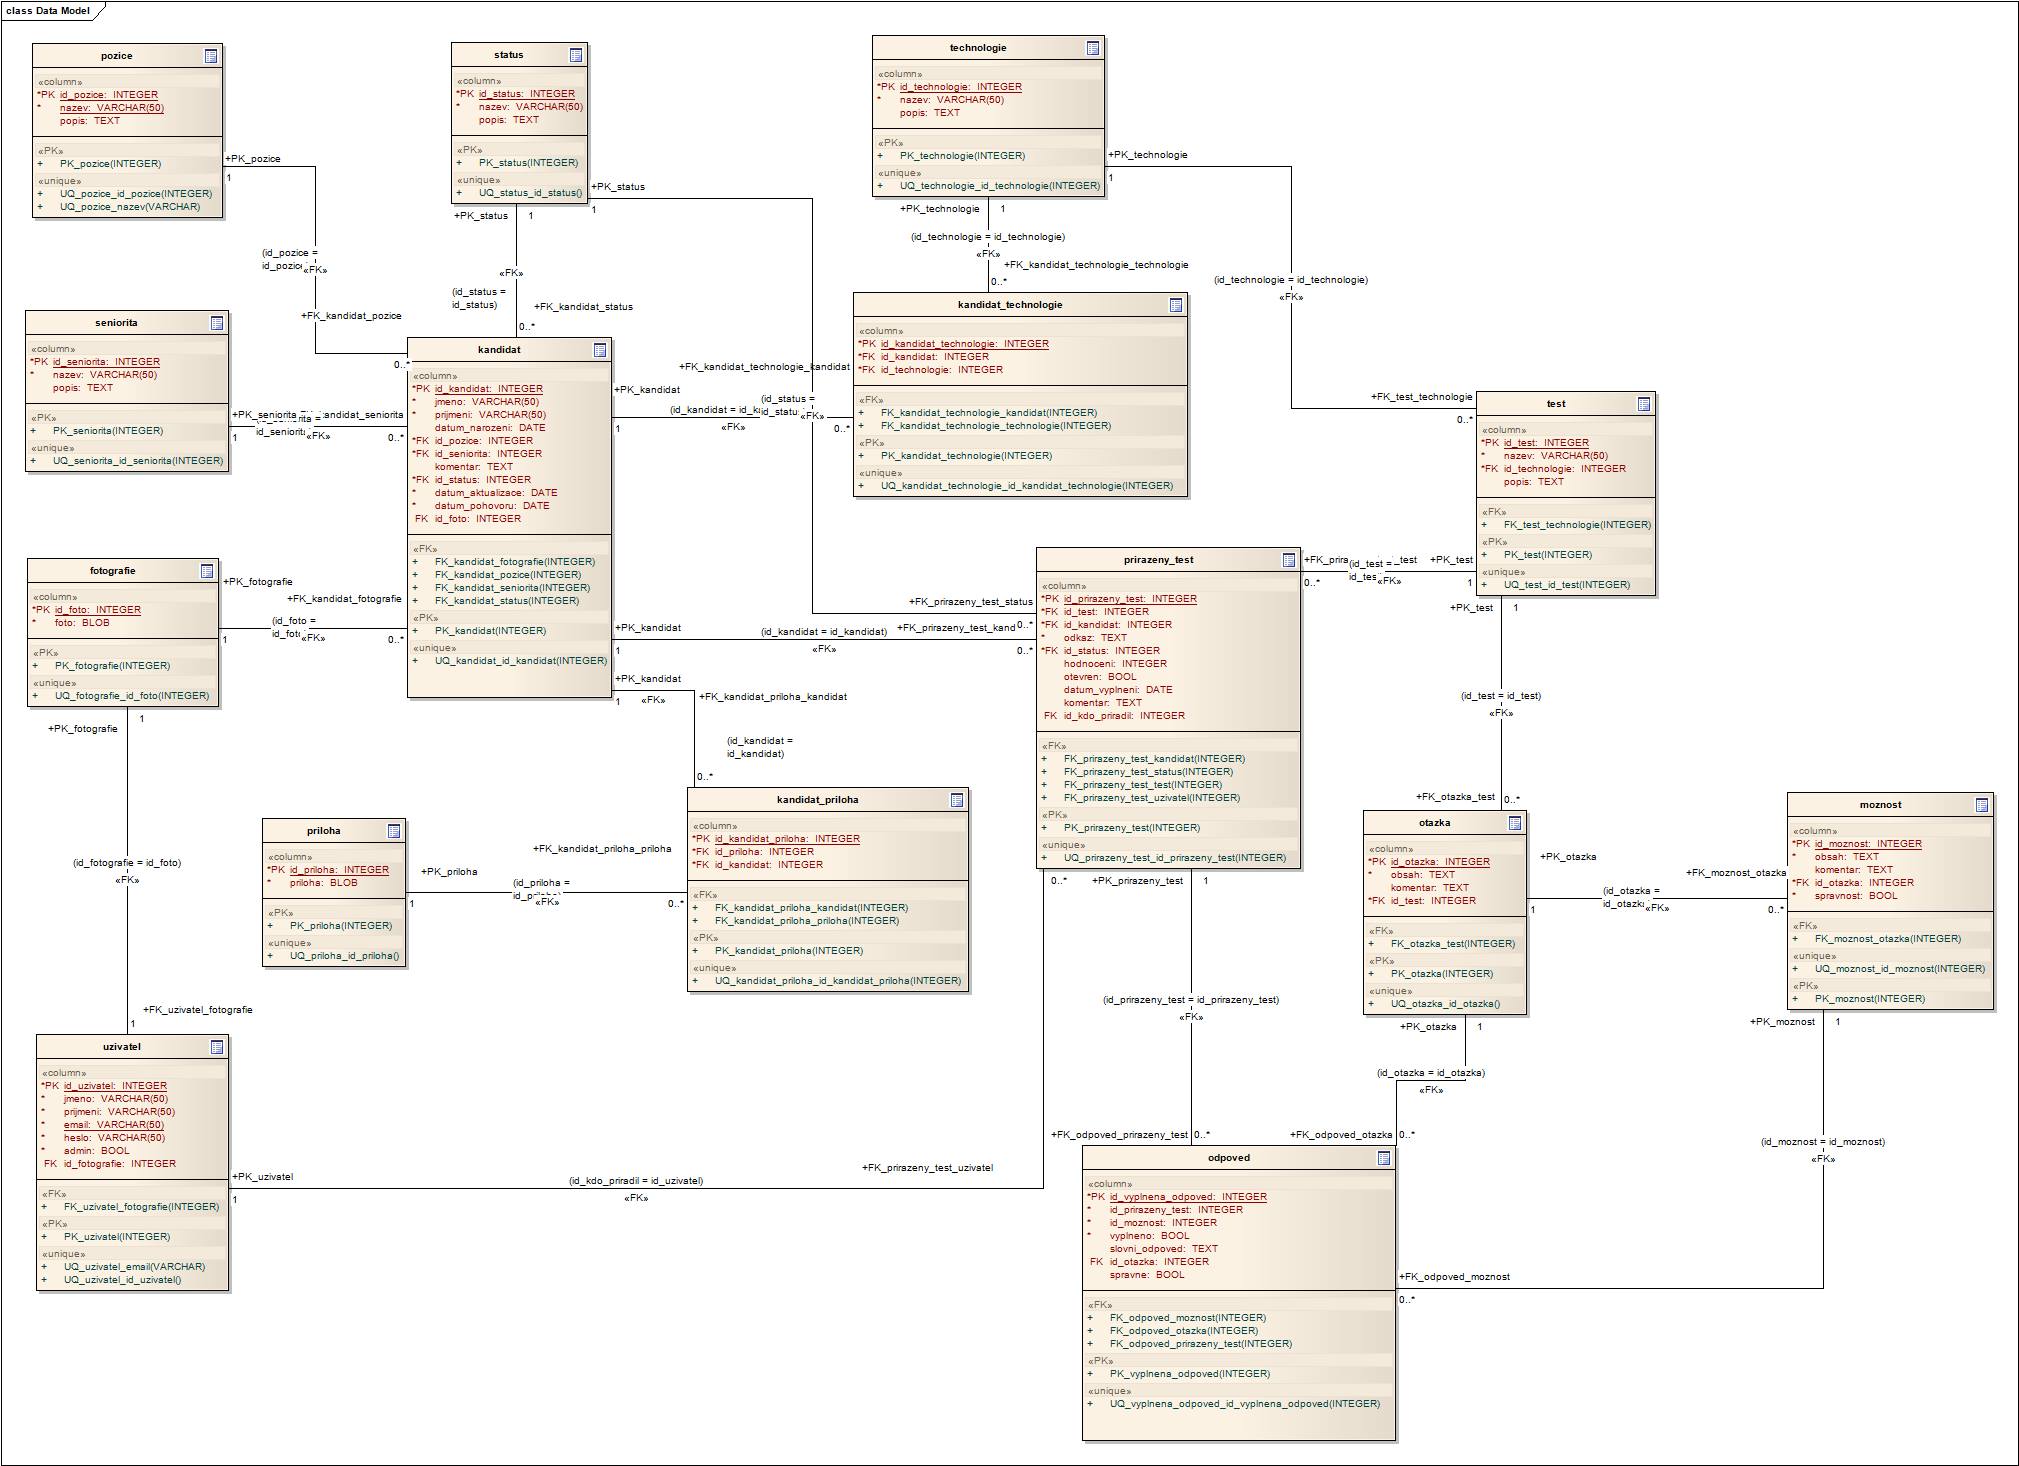 class Data Model
pozice
«column»
*PK id_pozice: INTEGER
* nazev: VARCHAR(50)
popis: TEXT
«PK»
+ PK_pozice(INTEGER)
«unique»
+ UQ_pozice_id_pozice(INTEGER)
+ UQ_pozice_nazev(VARCHAR)
+PK_pozice
1
(id_pozice =
id_pozice
«FK»
+FK_kandidat_pozice
0..*
status
«column»
*PK id_status: INTEGER
* nazev: VARCHAR(50)
popis: TEXT
«PK»
+ PK_status(INTEGER)
«unique»
+ UQ_status_id_status()
+PK_status
1
+PK_status
1
«FK»
(id_status =
id_status)
+FK_kandidat_status
0..*
technologie
«column»
*PK id_technologie: INTEGER
* nazev: VARCHAR(50)
popis: TEXT
«PK»
+ PK_technologie(INTEGER)
«unique»
+ UQ_technologie_id_technologie(INTEGER)
+PK_technologie
1
+PK_technologie
1
(id_technologie = id_technologie)
«FK»
+FK_kandidat_technologie_technologie
0..*
(id_technologie = id_technologie)
«FK»
+FK_test_technologie
0..*
seniorita
«column»
*PK id_seniorita: INTEGER
* nazev: VARCHAR(50)
popis: TEXT
«PK»
+ PK_seniorita(INTEGER)
«unique»
+ UQ_seniorita_id_seniorita(INTEGER)
+PK_seniorita
andidat_seniorita
1
id_seniorita
«FK»
0..*
kandidat
«column»
*PK id_kandidat: INTEGER
* jmeno: VARCHAR(50)
* prijmeni: VARCHAR(50)
datum_narozeni: DATE
*FK id_pozice: INTEGER
*FK id_seniorita: INTEGER
komentar: TEXT
*FK id_status: INTEGER
* datum_aktualizace: DATE
* datum_pohovoru: DATE
FK id_foto: INTEGER
«FK»
+ FK_kandidat_fotografie(INTEGER)
+ FK_kandidat_pozice(INTEGER)
+ FK_kandidat_seniorita(INTEGER)
+ FK_kandidat_status(INTEGER)
«PK»
+ PK_kandidat(INTEGER)
«unique»
+ UQ_kandidat_id_kandidat(INTEGER)
+PK_kandidat
1
+FK_kandidat_technologie_kandidat
(id_kandidat = id_k
«FK»
(id_status =
id_status
«FK»
0..*
kandidat_technologie
«column»
*PK id_kandidat_technologie: INTEGER
*FK id_kandidat: INTEGER
*FK id_technologie: INTEGER
«FK»
+ FK_kandidat_technologie_kandidat(INTEGER)
+ FK_kandidat_technologie_technologie(INTEGER)
«PK»
+ PK_kandidat_technologie(INTEGER)
«unique»
+ UQ_kandidat_technologie_id_kandidat_technologie(INTEGER)
test
«column»
*PK id_test: INTEGER
* nazev: VARCHAR(50)
*FK id_technologie: INTEGER
popis: TEXT
«FK»
+ FK_test_technologie(INTEGER)
«PK»
+ PK_test(INTEGER)
«unique»
+ UQ_test_id_test(INTEGER)
fotografie
«column»
*PK id_foto: INTEGER
* foto: BLOB
«PK»
+ PK_fotografie(INTEGER)
«unique»
+ UQ_fotografie_id_foto(INTEGER)
+PK_fotografie
+FK_kandidat_fotografie
(id_foto =
id_foto
«FK»
1
0..*
+PK_fotografie
1
(id_fotografie = id_foto)
«FK»
+FK_uzivatel_fotografie
1
prirazeny_test
«column»
*PK id_prirazeny_test: INTEGER
*FK id_test: INTEGER
*FK id_kandidat: INTEGER
* odkaz: TEXT
*FK id_status: INTEGER
hodnoceni: INTEGER
otevren: BOOL
datum_vyplneni: DATE
komentar: TEXT
FK id_kdo_priradil: INTEGER
«FK»
+ FK_prirazeny_test_kandidat(INTEGER)
+ FK_prirazeny_test_status(INTEGER)
+ FK_prirazeny_test_test(INTEGER)
+ FK_prirazeny_test_uzivatel(INTEGER)
«PK»
+ PK_prirazeny_test(INTEGER)
«unique»
+ UQ_prirazeny_test_id_prirazeny_test(INTEGER)
+FK_prirazeny_test_status
0..*
+PK_kandidat
1
(id_kandidat = id_kandidat)
«FK»
+FK_prirazeny_test_kand
0..*
+FK_prira
_test
(id_test =
id_test
«FK»
+PK_test
0..*
1
+PK_test
1
(id_test = id_test)
«FK»
+FK_otazka_test
0..*
+PK_kandidat
1
«FK»
+FK_kandidat_priloha_kandidat
(id_kandidat =
id_kandidat)
0..*
kandidat_priloha
«column»
*PK id_kandidat_priloha: INTEGER
*FK id_priloha: INTEGER
*FK id_kandidat: INTEGER
«FK»
+ FK_kandidat_priloha_kandidat(INTEGER)
+ FK_kandidat_priloha_priloha(INTEGER)
«PK»
+ PK_kandidat_priloha(INTEGER)
«unique»
+ UQ_kandidat_priloha_id_kandidat_priloha(INTEGER)
priloha
«column»
*PK id_priloha: INTEGER
* priloha: BLOB
«PK»
+ PK_priloha(INTEGER)
«unique»
+ UQ_priloha_id_priloha()
+FK_kandidat_priloha_priloha
+PK_priloha
1
(id_priloha =
«FK»
0..*
otazka
«column»
*PK id_otazka: INTEGER
* obsah: TEXT
komentar: TEXT
*FK id_test: INTEGER
«FK»
+ FK_otazka_test(INTEGER)
«PK»
+ PK_otazka(INTEGER)
«unique»
+ UQ_otazka_id_otazka()
+PK_otazka
1
+FK_moznost_otazka
(id_otazka =
id_otazka
«FK»
0..*
moznost
«column»
*PK id_moznost: INTEGER
* obsah: TEXT
komentar: TEXT
*FK id_otazka: INTEGER
* spravnost: BOOL
«FK»
+ FK_moznost_otazka(INTEGER)
«unique»
+ UQ_moznost_id_moznost(INTEGER)
«PK»
+ PK_moznost(INTEGER)
+PK_moznost
1
(id_moznost = id_moznost)
«FK»
0..*
+PK_prirazeny_test
1
(id_prirazeny_test = id_prirazeny_test)
«FK»
+FK_odpoved_prirazeny_test
0..*
+PK_otazka
1
(id_otazka = id_otazka)
«FK»
+FK_odpoved_otazka
0..*
uzivatel
«column»
*PK id_uzivatel: INTEGER
* jmeno: VARCHAR(50)
* prijmeni: VARCHAR(50)
* email: VARCHAR(50)
* heslo: VARCHAR(50)
* admin: BOOL
FK id_fotografie: INTEGER
«FK»
+ FK_uzivatel_fotografie(INTEGER)
«PK»
+ PK_uzivatel(INTEGER)
«unique»
+ UQ_uzivatel_email(VARCHAR)
+ UQ_uzivatel_id_uzivatel()
+PK_uzivatel
1
(id_kdo_priradil = id_uzivatel)
«FK»
+FK_prirazeny_test_uzivatel
odpoved
«column»
*PK id_vyplnena_odpoved: INTEGER
* id_prirazeny_test: INTEGER
* id_moznost: INTEGER
* vyplneno: BOOL
slovni_odpoved: TEXT
FK id_otazka: INTEGER
spravne: BOOL
«FK»
+ FK_odpoved_moznost(INTEGER)
+ FK_odpoved_otazka(INTEGER)
+ FK_odpoved_prirazeny_test(INTEGER)
«PK»
+ PK_vyplnena_odpoved(INTEGER)
«unique»
+ UQ_vyplnena_odpoved_id_vyplnena_odpoved(INTEGER)
+FK_odpoved_moznost
0..*